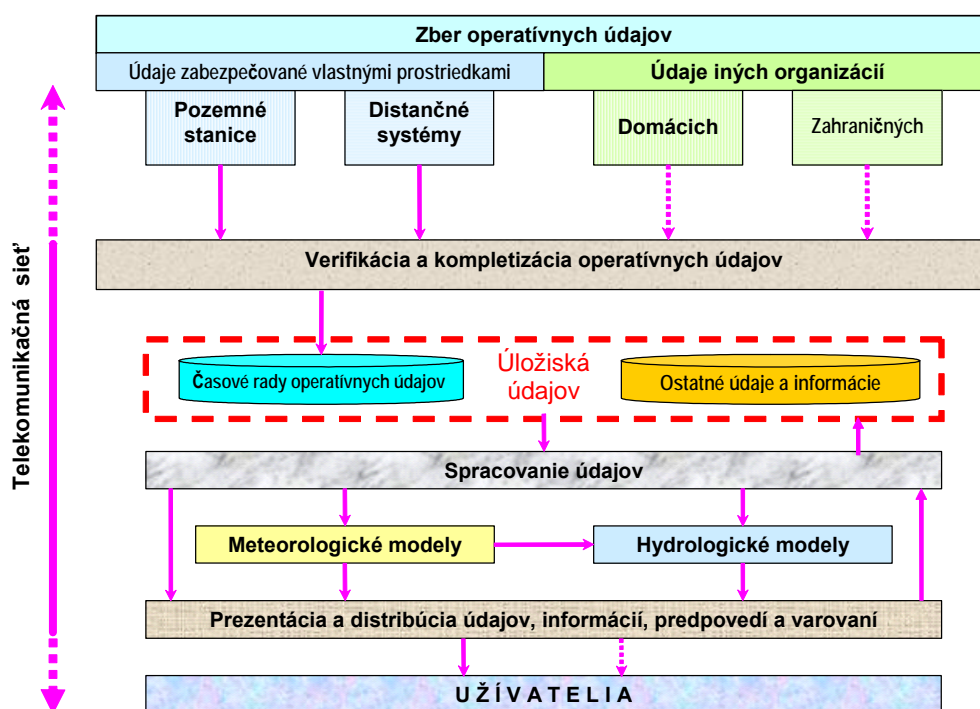 Zber operatívnych údajov
Údaje zabezpečované vlastnými prostriedkami
Údaje iných organizácií
Pozemné
stanice
Distančné
systémy
Domácich
Zahraničných
Telekomunikačná sieť
Verifikácia a kompletizácia operatívnych údajov
Časové rady operatívnych údajov
Úložiská
údajov
Ostatné údaje a informácie
Spracovanie údajov
Meteorologické modely
Hydrologické modely
Prezentácia a distribúcia údajov, informácií, predpovedí a varovaní
UŽÍVATELIA